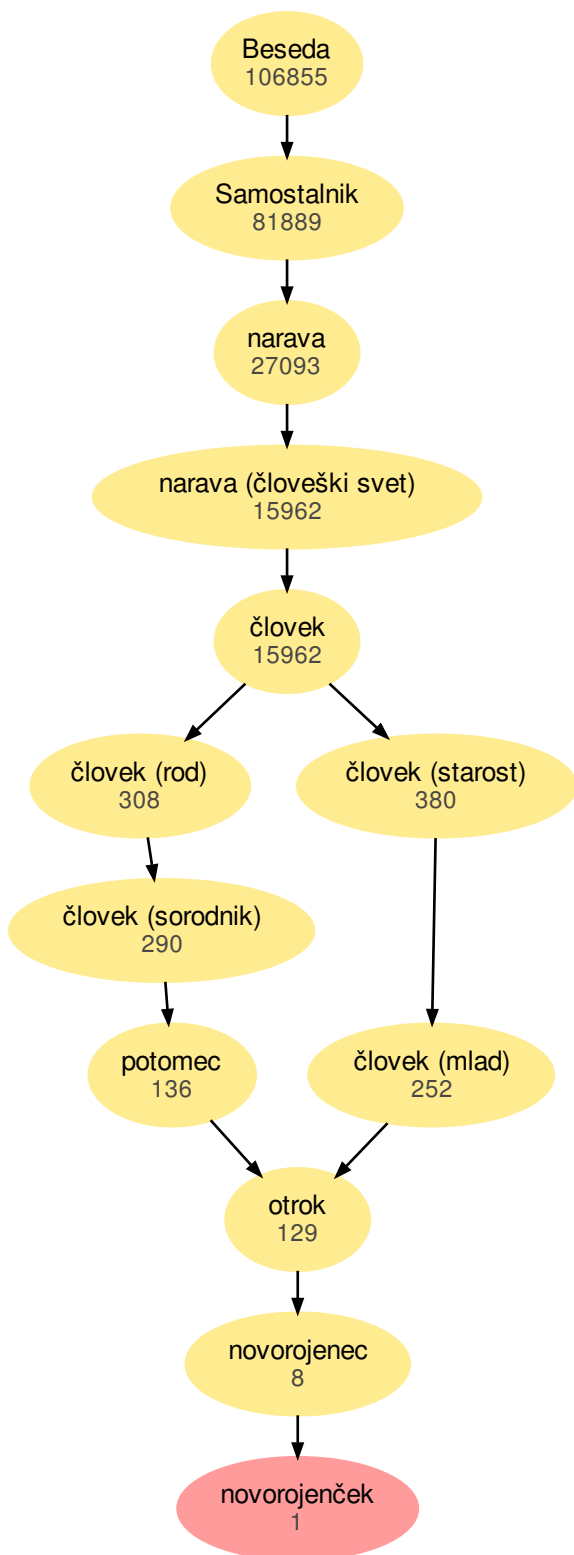 Beseda
106855
Samostalnik
81889
narava
27093
narava (človeški svet)
15962
človek
15962
človek (rod)
308
človek (starost)
380
človek (sorodnik)
290
potomec
136
človek (mlad)
252
otrok
129
novorojenec
8
novorojenček
1